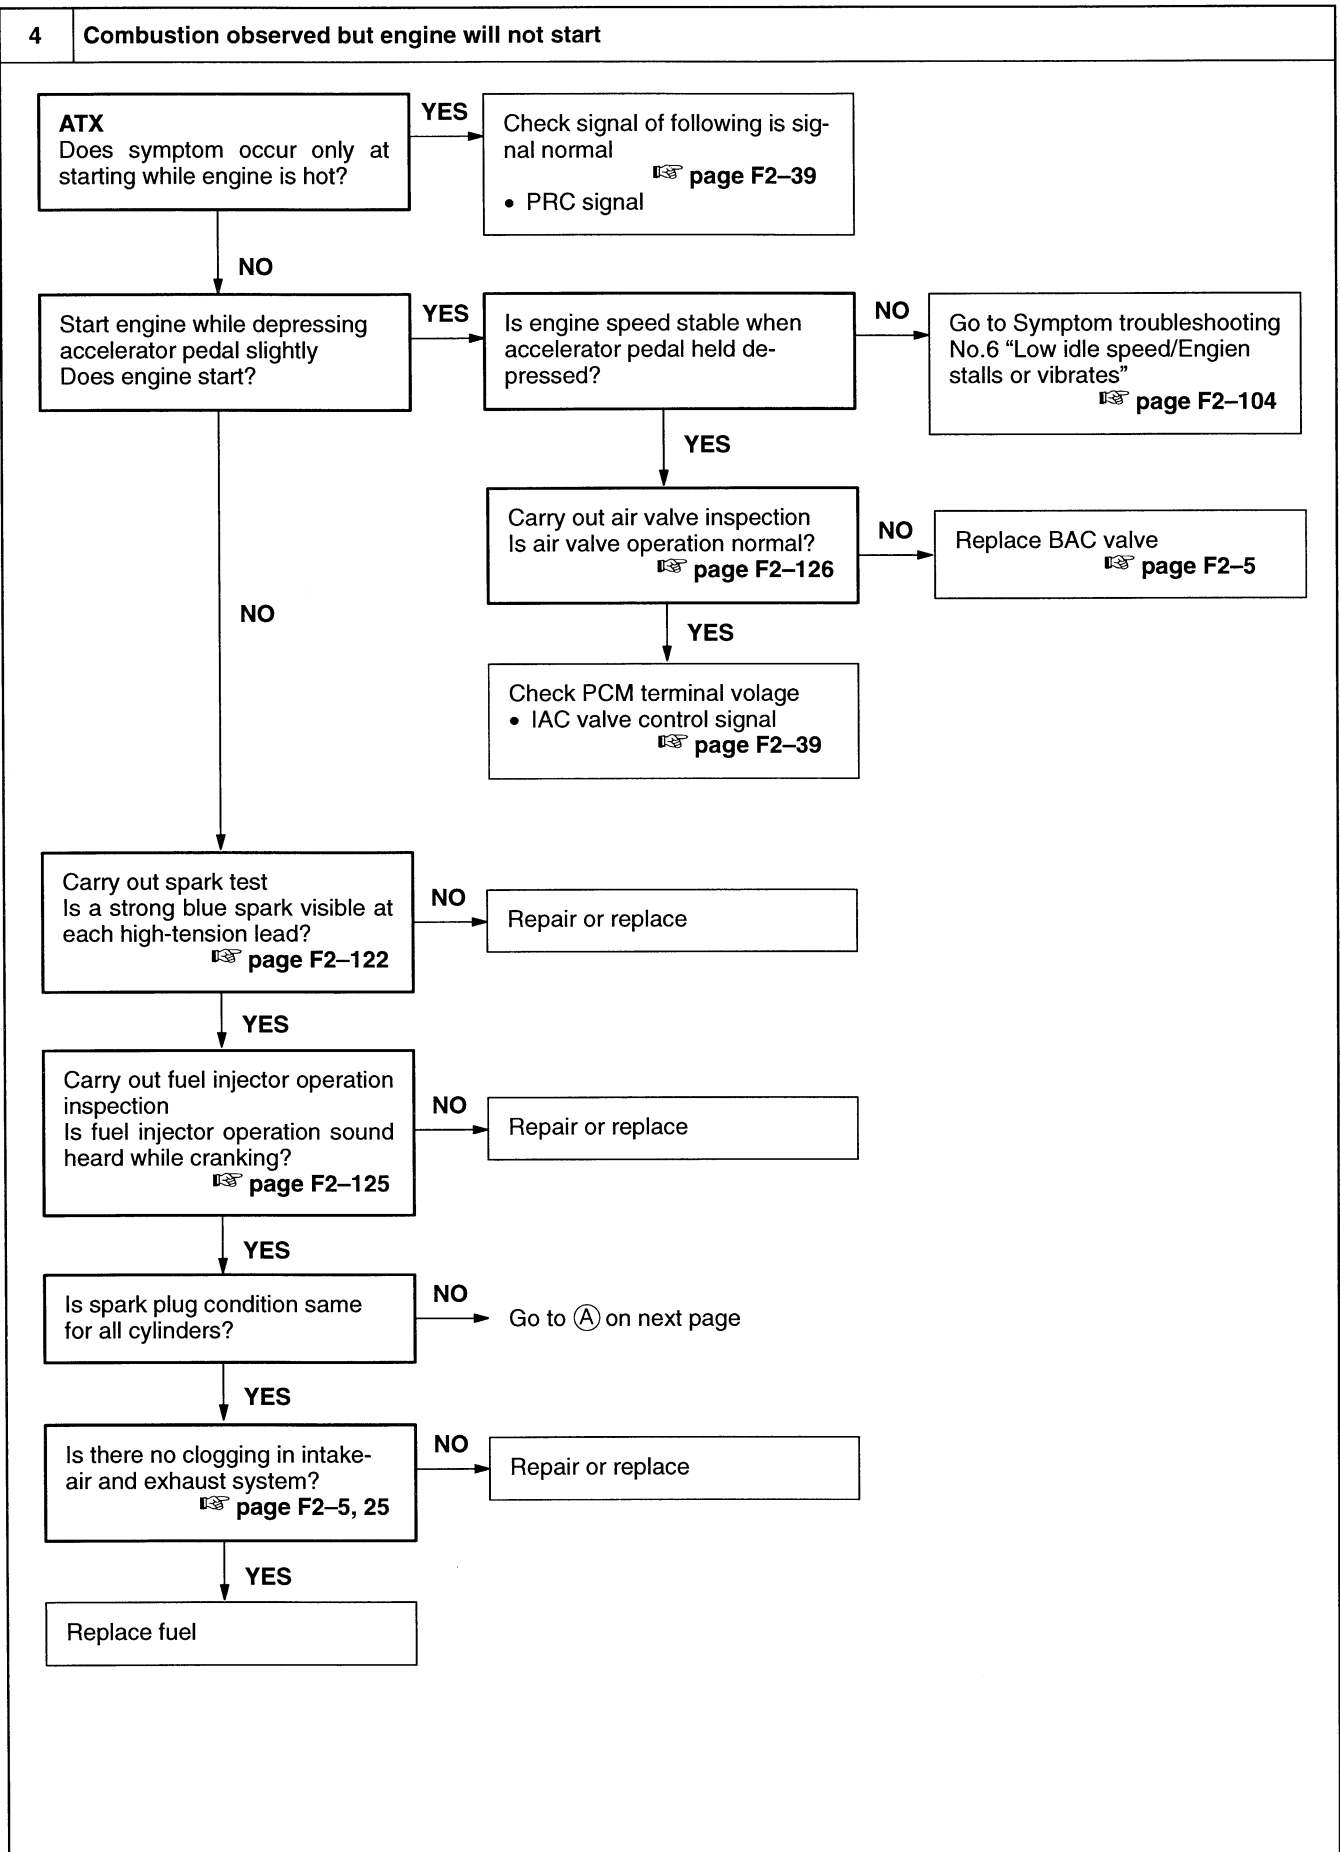 4 Combustion observed but engine will not start
ATX
Does symptom occur only at
starting while engine is hot?
YES
Check signal of following is sig-
nal normal
☞ page F2–39
• PRC signal
NO
Start engine while depressing
accelerator pedal slightly
Does engine start?
YES
Is engine speed stable when
accelerator pedal held de-
pressed?
NO
Go to Symptom troubleshooting
No.6 “Low idle speed/Engien
stalls or vibrates”
☞ page F2–104
YES
Carry out air valve inspection
Is air valve operation normal?
☞ page F2–126
NO
Replace BAC valve
☞ page F2–5
YES
Check PCM terminal volage
• IAC valve control signal
☞ page F2–39
NO
Carry out spark test
Is a strong blue spark visible at
each high-tension lead?
☞ page F2–122
NO
Repair or replace
YES
Carry out fuel injector operation
inspection
Is fuel injector operation sound
heard while cranking?
☞ page F2–125
NO
Repair or replace
YES
Is spark plug condition same
for all cylinders?
NO
Go to Ⓐ on next page
YES
Is there no clogging in intake-
air and exhaust system?
☞ page F2–5, 25
NO
Repair or replace
YES
Replace fuel